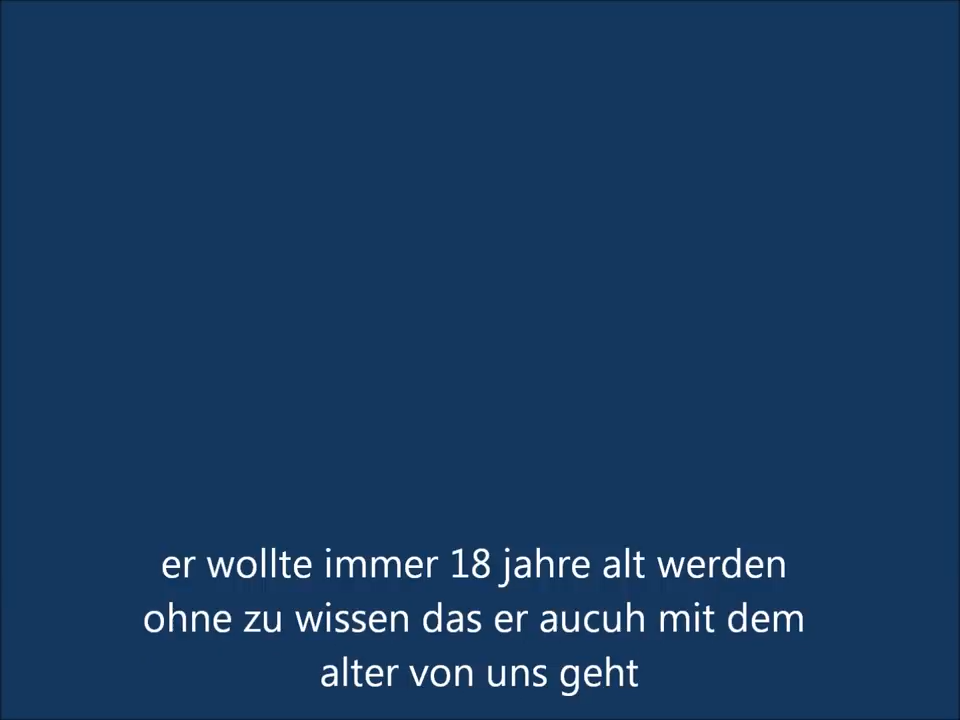 er wollte immer 18 jahre alt werden
ohne zu wissen das er aucuh mit dem
alter von uns geht